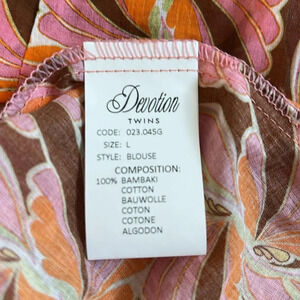 Devotion
TWINS
CODE: 023.045G
SIZE: L
STYLE: BLOUSE
COMPOSITION:
100% BAMBAKI
COTTON
BAUWOLLE
COTON
COTONE
ALGODON